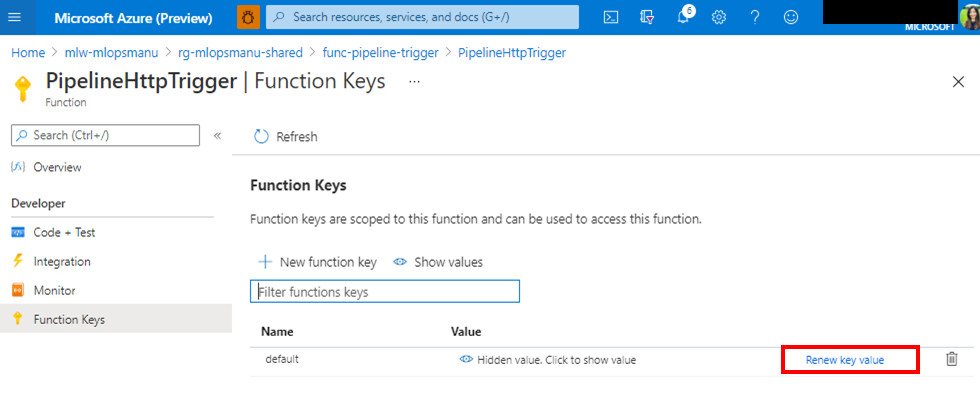 Microsoft Azure (Preview)
Search resources, services, and docs (G+/)
6
MICROSOFT
Home > mlw-mlopsmanu > rg-mlopsmanu-shared > func-pipeline-trigger > PipelineHttpTrigger
PipelineHttpTrigger | Function Keys ...
Function
Search (Ctrl+/)
«
Refresh
Overview
Developer
Code + Test
Integration
Monitor
Function Keys
Function Keys
Function keys are scoped to this function and can be used to access this function.
New function key
Show values
Filter functions keys
Name Value
default Hidden value. Click to show value Renew key value